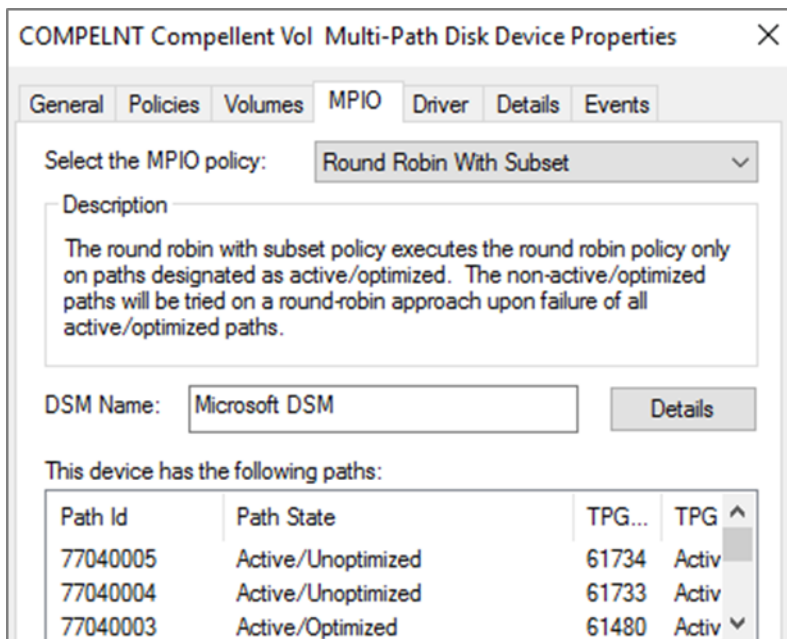 COMPELNT Compellent Vol Multi-Path Disk Device Properties
General Policies Volumes MPIO Driver Details Events
Select the MPIO policy: Round Robin With Subset
Description
The round robin with subset policy executes the round robin policy only
on paths designated as active/optimized. The non-active/optimized
paths will be tried on a round-robin approach upon failure of all
active/optimized paths.
DSM Name: Microsoft DSM Details
This device has the following paths:
Path Id Path State TPG... TPG
77040005 Active/Unoptimized 61734 Activ
77040004 Active/Unoptimized 61733 Activ
77040003 Active/Optimized 61480 Activ